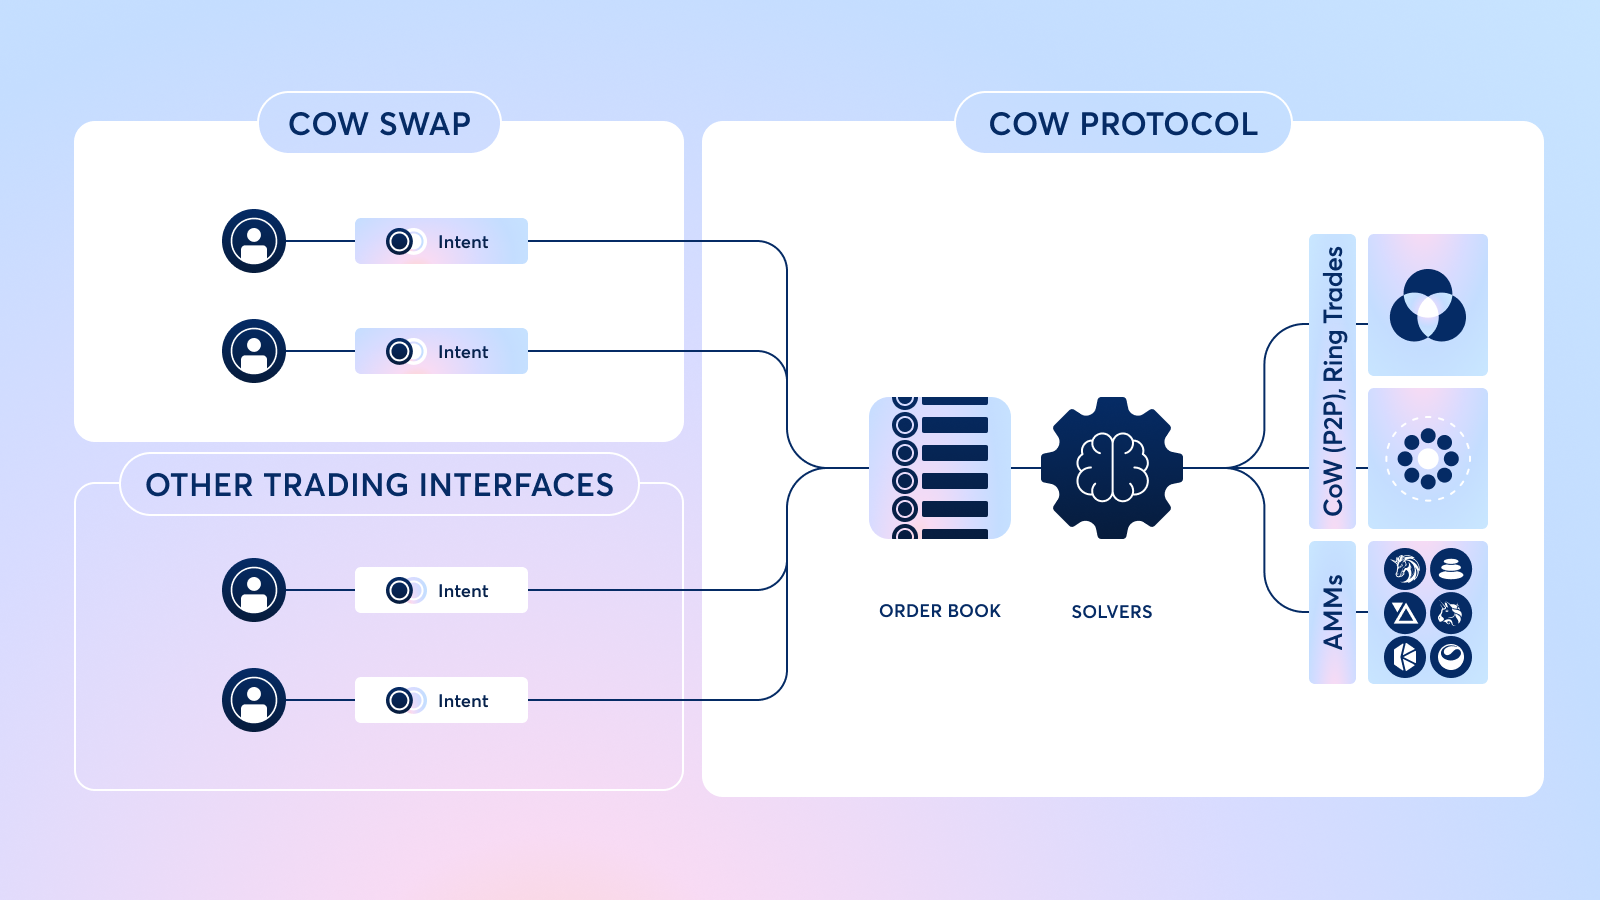 COW SWAP
Intent
Intent
OTHER TRADING INTERFACES
Intent
Intent
COW PROTOCOL
ORDER BOOK
SOLVERS
CoW (P2P), Ring Trades
AMMs